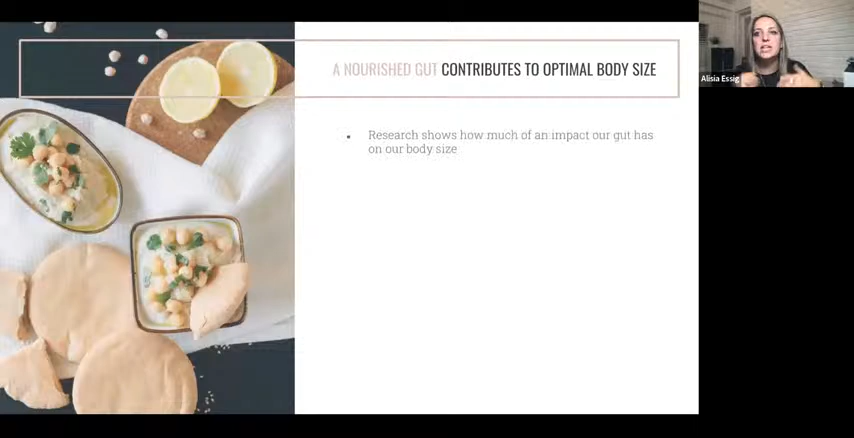 A NOURISHED GUT CONTRIBUTES TO OPTIMAL BODY SIZE
Alisia Essig
• Research shows how much of an impact our gut has
on our body size